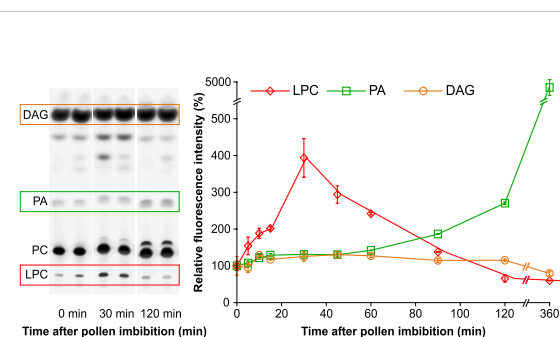 DAG
PA
PC
LPC
0 min 30 min 120 min
Time after pollen imbibition (min)
Relative fluorescence intensity (%)
5000
500
400
300
200
100
0
LPC PA DAG
0 20 40 60 80 100 120 360
Time after pollen imbibition (min)